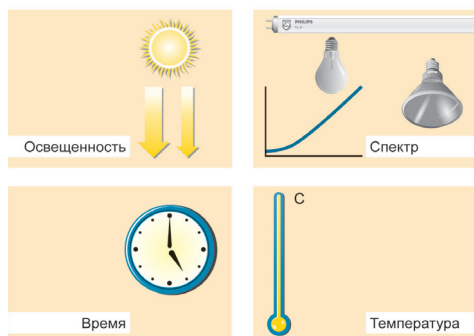 PHILIPS
Освещенность
Спектр
C
Время
Температура